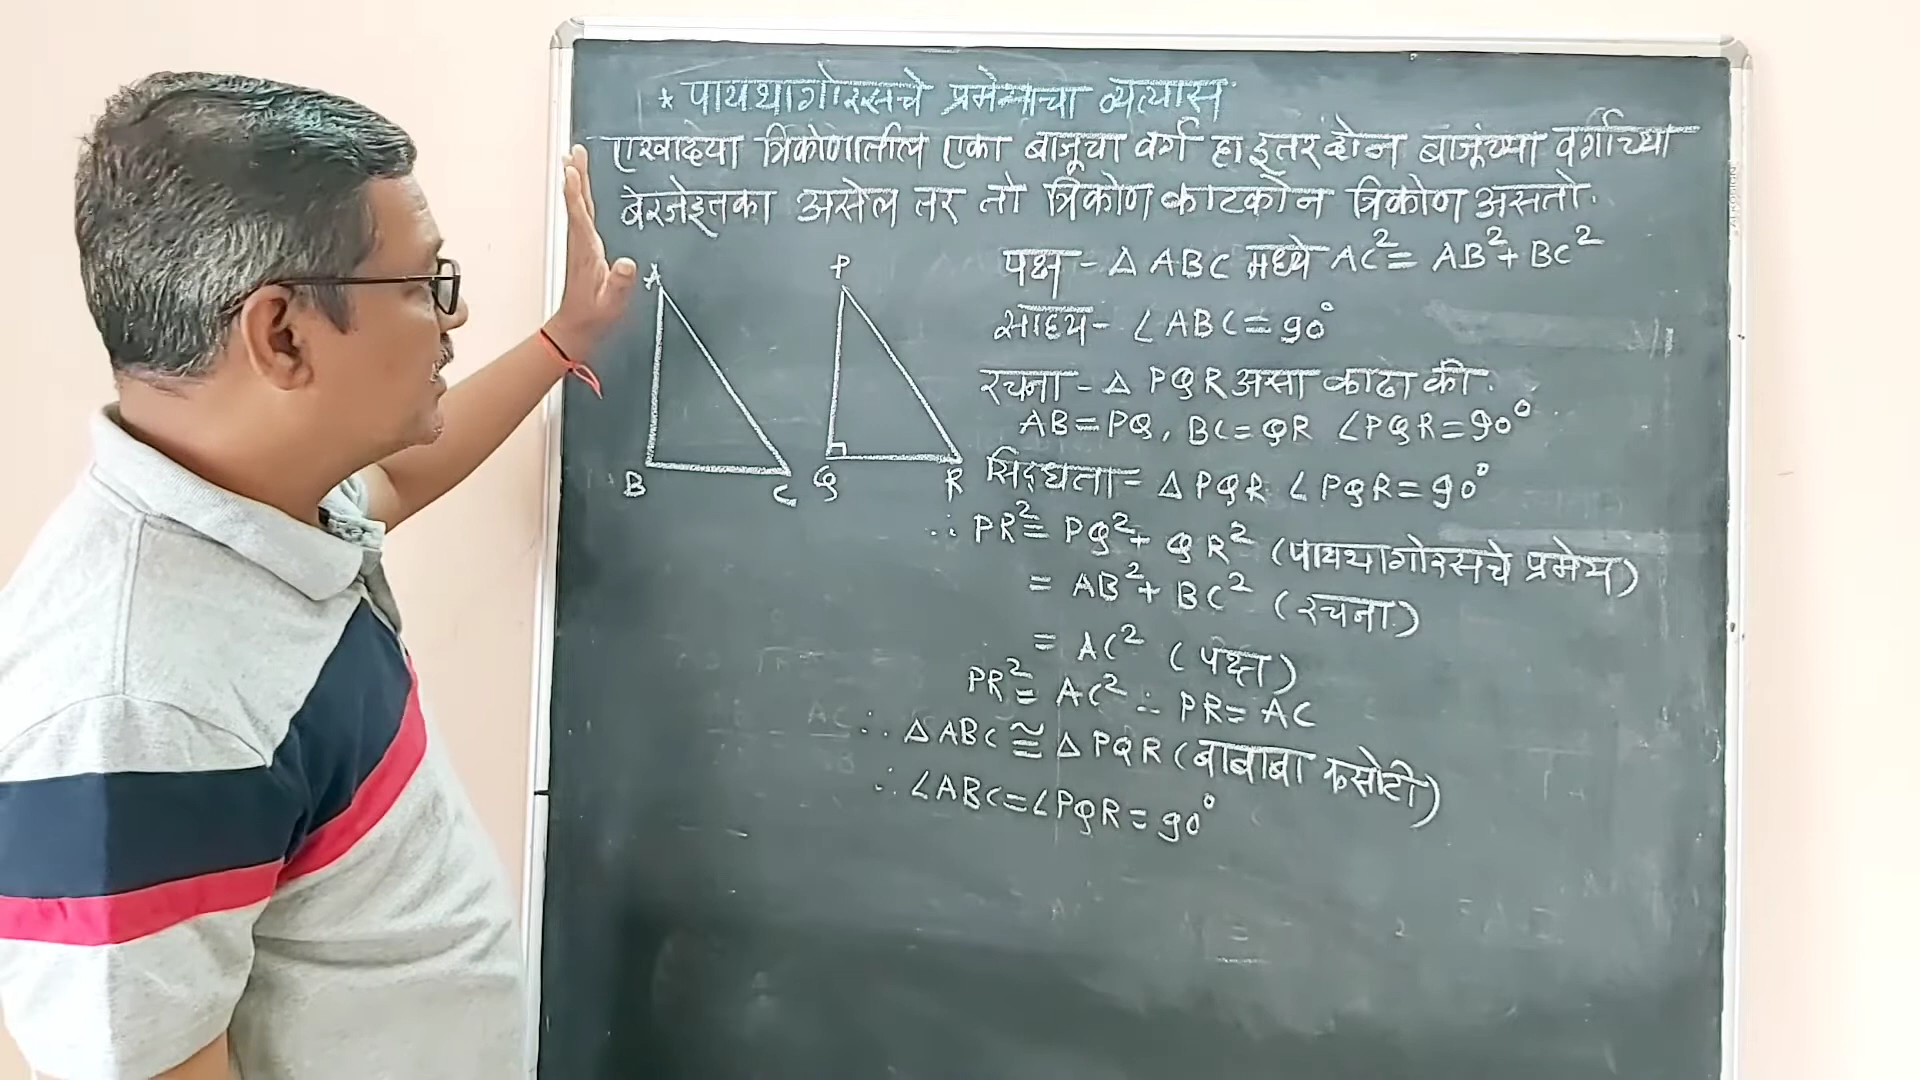 * पायथागोरसचे प्रमेयाचा व्यत्यास
एखादया त्रिकोणातील एका बाजूचा वर्ग हा इतर दोन बाजूंच्या वर्गाच्या
बेरजेइतका असेल तर तो त्रिकोण काटकोन त्रिकोण असतो.
पक्ष - △ ABC मध्ये AC² = AB² + BC²
साध्य - ∠ABC = 90°
रचना - △ PQR असा काढा की.
AB = PQ, BC = QR ∠PQR = 90°
सिद्धता - △ PQR ∠PQR = 90°
∴ PR² = PQ² + QR² (पायथागोरसचे प्रमेय)
= AB² + BC² (रचना)
= AC² (पक्ष)
PR² = AC² ∴ PR = AC
∴ △ ABC ≅ △ PQR (बाबाबा कसोटी)
∴ ∠ABC = ∠PQR = 90°
A
B
C
P
Q
R